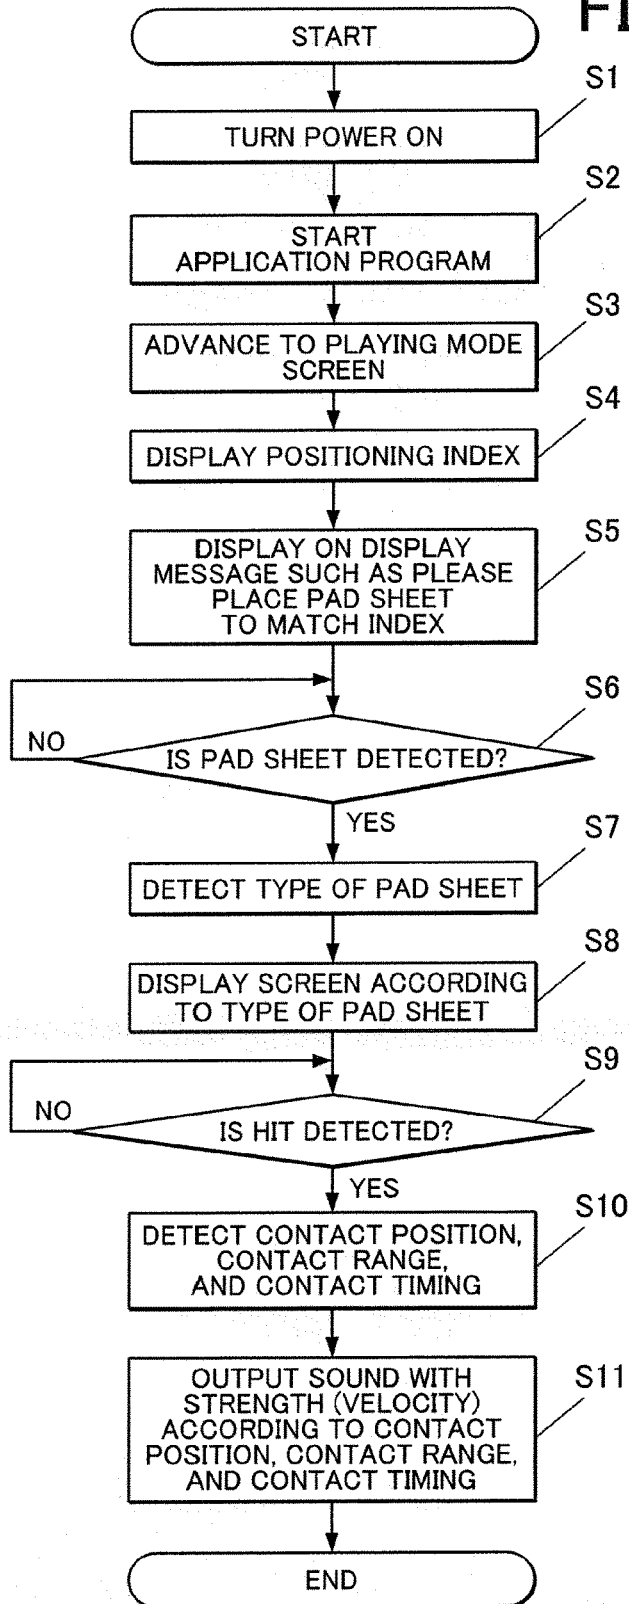 START
S1
TURN POWER ON
S2
START
APPLICATION PROGRAM
S3
ADVANCE TO PLAYING MODE
SCREEN
S4
DISPLAY POSITIONING INDEX
S5
DISPLAY ON DISPLAY
MESSAGE SUCH AS PLEASE
PLACE PAD SHEET
TO MATCH INDEX
S6
NO
IS PAD SHEET DETECTED?
YES
S7
DETECT TYPE OF PAD SHEET
S8
DISPLAY SCREEN ACCORDING
TO TYPE OF PAD SHEET
S9
NO
IS HIT DETECTED?
YES
S10
DETECT CONTACT POSITION,
CONTACT RANGE,
AND CONTACT TIMING
S11
OUTPUT SOUND WITH
STRENGTH (VELOCITY)
ACCORDING TO CONTACT
POSITION, CONTACT RANGE,
AND CONTACT TIMING
END